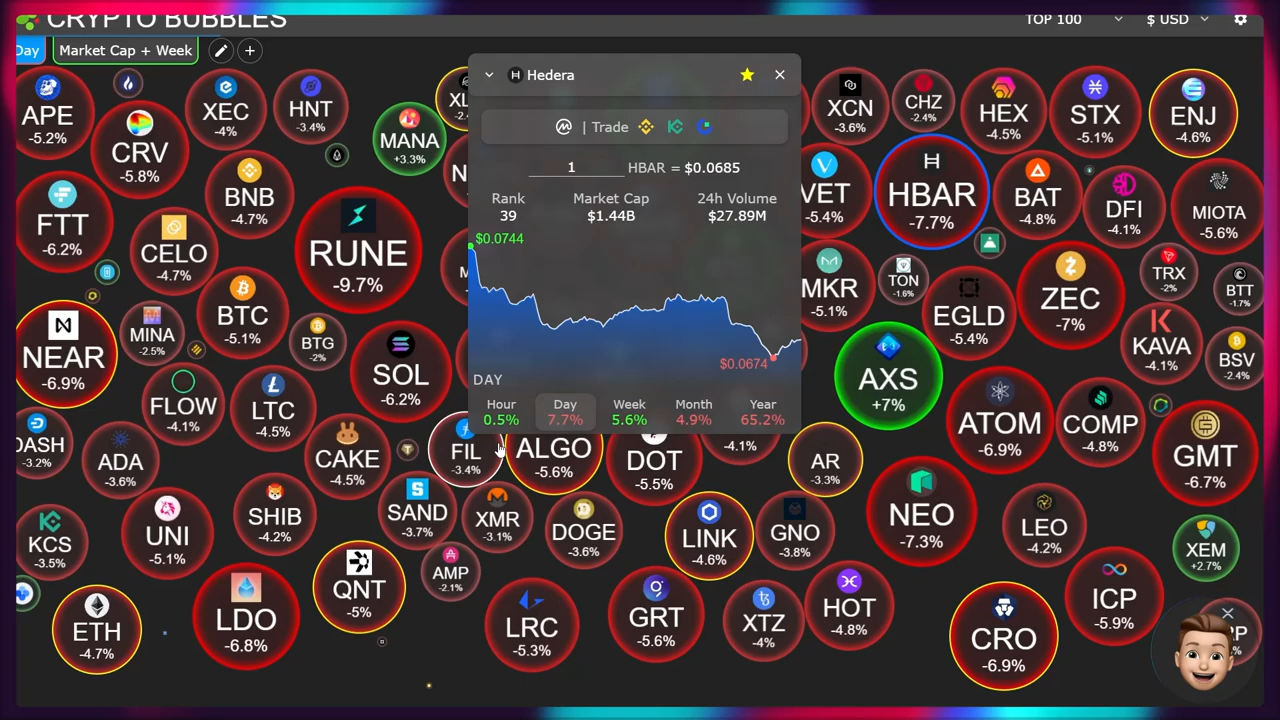 CRYPTO BUBBLES
TOP 100
$ USD
Day
Market Cap + Week
Hedera
| Trade
1 HBAR = $0.0685
Rank
39
Market Cap
$1.44B
24h Volume
$27.89M
$0.0744
$0.0674
DAY
Hour
0.5%
Day
7.7%
Week
5.6%
Month
4.9%
Year
65.2%
APE
-5.2%
XEC
-4%
HNT
-3.4%
CRV
-5.8%
MANA
+3.3%
BNB
-4.7%
FTT
-6.2%
CELO
-4.7%
RUNE
-9.7%
BTC
-5.1%
MINA
-2.5%
BTG
-2%
NEAR
-6.9%
SOL
-6.2%
FLOW
-4.1%
LTC
-4.5%
DASH
-3.2%
ADA
-3.6%
CAKE
-4.5%
FIL
-3.4%
ALGO
-5.6%
DOT
-5.5%
-4.1%
AR
-3.3%
XCN
-3.6%
CHZ
-2.4%
HEX
-4.5%
STX
-5.1%
ENJ
-4.6%
VET
-5.4%
HBAR
-7.7%
BAT
-4.8%
DFI
-4.1%
MIOTA
-5.6%
MKR
-5.1%
TON
-1.6%
EGLD
-5.4%
ZEC
-7%
TRX
-2%
BTT
-1.7%
KAVA
-4.1%
BSV
-2.4%
AXS
+7%
ATOM
-6.9%
COMP
-4.8%
GMT
-6.7%
KCS
-3.5%
UNI
-5.1%
SHIB
-4.2%
SAND
-3.7%
XMR
-3.1%
DOGE
-3.6%
LINK
-4.6%
GNO
-3.8%
NEO
-7.3%
LEO
-4.2%
XEM
+2.7%
ETH
-4.7%
LDO
-6.8%
QNT
-5%
AMP
-2.1%
LRC
-5.3%
GRT
-5.6%
XTZ
-4%
HOT
-4.8%
CRO
-6.9%
ICP
-5.9%